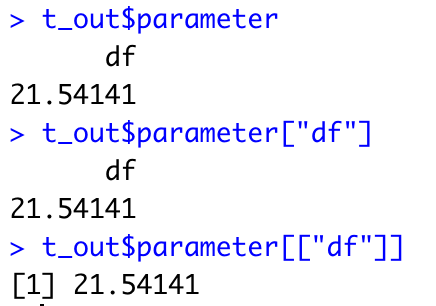 > t_out$parameter
df
21.54141
> t_out$parameter["df"]
df
21.54141
> t_out$parameter[["df"]]
[1] 21.54141